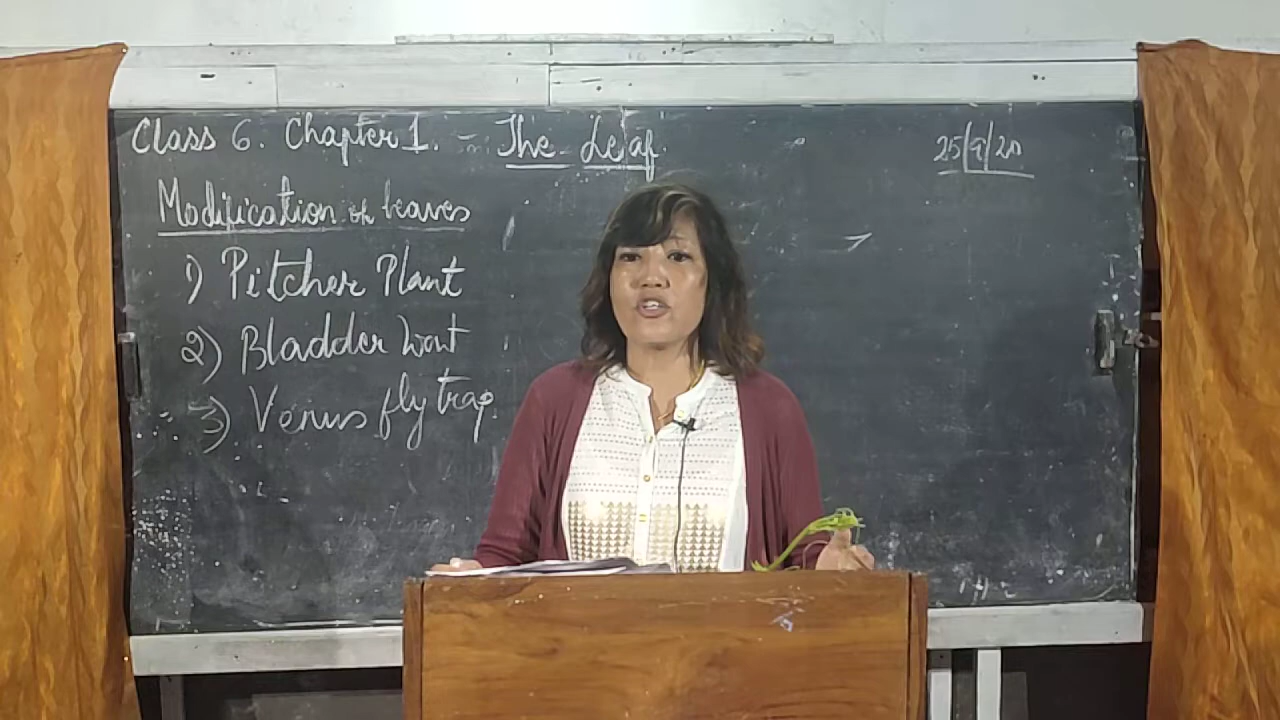 Class 6. Chapter 1. - The Leaf.
25/9/20
Modification of leaves
1) Pitcher Plant
2) Bladder Wort
3) Venus fly trap.